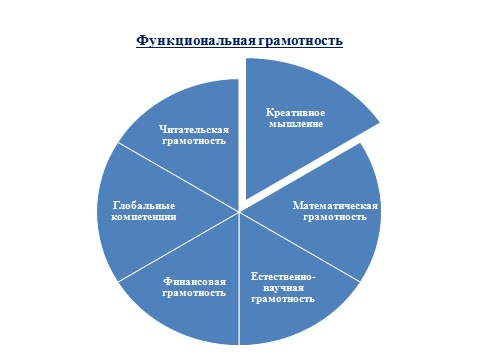 Функциональная грамотность
Креативное
мышление
Читательская
грамотность
Глобальные
компетенции
Математическая
грамотность
Финансовая
грамотность
Естественно-
научная
грамотность